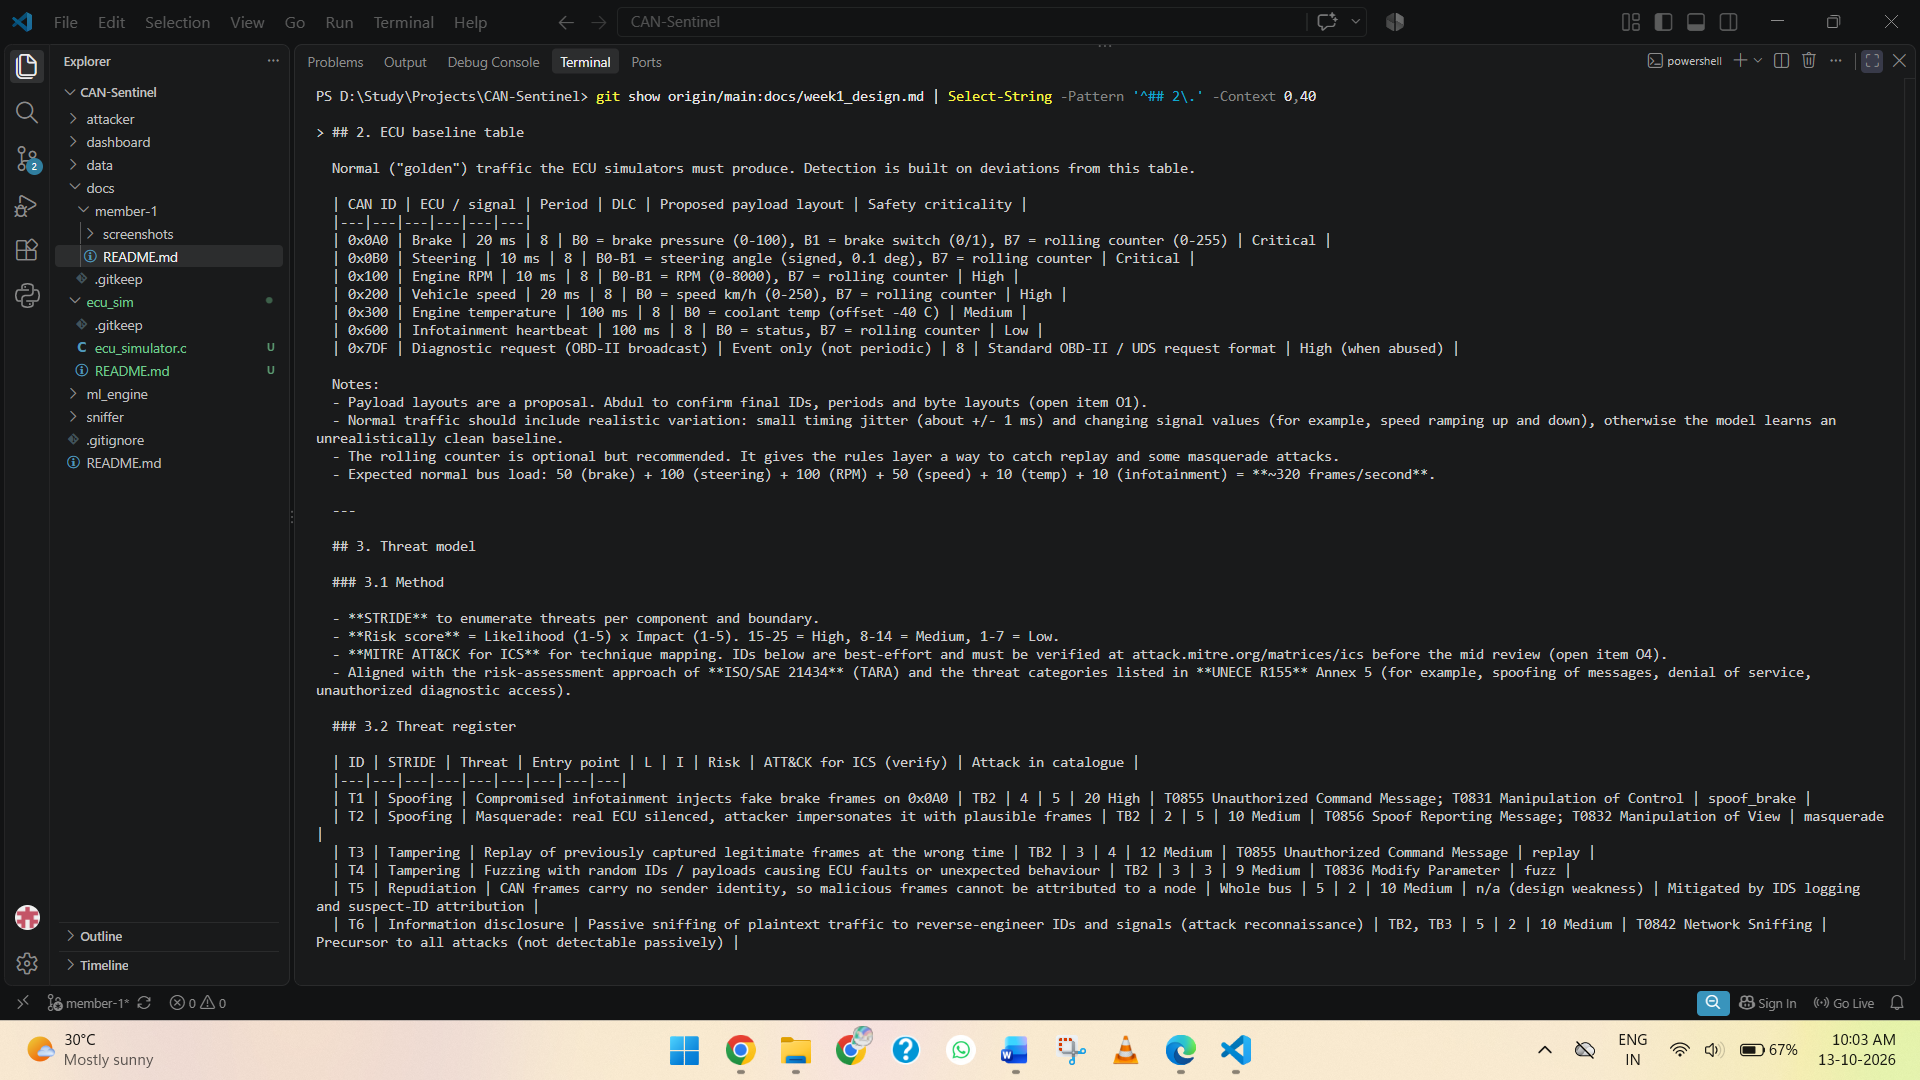 File Edit Selection View Go Run Terminal Help
CAN-Sentinel
Explorer
CAN-Sentinel
attacker
dashboard
data
docs
member-1
screenshots
README.md
.gitkeep
ecu_sim
.gitkeep
C ecu_simulator.c U
README.md U
ml_engine
sniffer
.gitignore
README.md
Outline
Timeline
2
Problems Output Debug Console Terminal Ports
powershell
PS D:\Study\Projects\CAN-Sentinel> git show origin/main:docs/week1_design.md | Select-String -Pattern '^## 2\.' -Context 0,40
> ## 2. ECU baseline table
Normal ("golden") traffic the ECU simulators must produce. Detection is built on deviations from this table.
| CAN ID | ECU / signal | Period | DLC | Proposed payload layout | Safety criticality |
|---|---|---|---|---|---|
| 0x0A0 | Brake | 20 ms | 8 | B0 = brake pressure (0-100), B1 = brake switch (0/1), B7 = rolling counter (0-255) | Critical |
| 0x0B0 | Steering | 10 ms | 8 | B0-B1 = steering angle (signed, 0.1 deg), B7 = rolling counter | Critical |
| 0x100 | Engine RPM | 10 ms | 8 | B0-B1 = RPM (0-8000), B7 = rolling counter | High |
| 0x200 | Vehicle speed | 20 ms | 8 | B0 = speed km/h (0-250), B7 = rolling counter | High |
| 0x300 | Engine temperature | 100 ms | 8 | B0 = coolant temp (offset -40 C) | Medium |
| 0x600 | Infotainment heartbeat | 100 ms | 8 | B0 = status, B7 = rolling counter | Low |
| 0x7DF | Diagnostic request (OBD-II broadcast) | Event only (not periodic) | 8 | Standard OBD-II / UDS request format | High (when abused) |
Notes:
- Payload layouts are a proposal. Abdul to confirm final IDs, periods and byte layouts (open item O1).
- Normal traffic should include realistic variation: small timing jitter (about +/- 1 ms) and changing signal values (for example, speed ramping up and down), otherwise the model learns an
unrealistically clean baseline.
- The rolling counter is optional but recommended. It gives the rules layer a way to catch replay and some masquerade attacks.
- Expected normal bus load: 50 (brake) + 100 (steering) + 100 (RPM) + 50 (speed) + 10 (temp) + 10 (infotainment) = **~320 frames/second**.
---
## 3. Threat model
### 3.1 Method
- **STRIDE** to enumerate threats per component and boundary.
- **Risk score** = Likelihood (1-5) x Impact (1-5). 15-25 = High, 8-14 = Medium, 1-7 = Low.
- **MITRE ATT&CK for ICS** for technique mapping. IDs below are best-effort and must be verified at attack.mitre.org/matrices/ics before the mid review (open item O4).
- Aligned with the risk-assessment approach of **ISO/SAE 21434** (TARA) and the threat categories listed in **UNECE R155** Annex 5 (for example, spoofing of messages, denial of service,
unauthorized diagnostic access).
### 3.2 Threat register
| ID | STRIDE | Threat | Entry point | L | I | Risk | ATT&CK for ICS (verify) | Attack in catalogue |
|---|---|---|---|---|---|---|---|---|
| T1 | Spoofing | Compromised infotainment injects fake brake frames on 0x0A0 | TB2 | 4 | 5 | 20 High | T0855 Unauthorized Command Message; T0831 Manipulation of Control | spoof_brake |
| T2 | Spoofing | Masquerade: real ECU silenced, attacker impersonates it with plausible frames | TB2 | 2 | 5 | 10 Medium | T0856 Spoof Reporting Message; T0832 Manipulation of View | masquerade
|
| T3 | Tampering | Replay of previously captured legitimate frames at the wrong time | TB2 | 3 | 4 | 12 Medium | T0855 Unauthorized Command Message | replay |
| T4 | Tampering | Fuzzing with random IDs / payloads causing ECU faults or unexpected behaviour | TB2 | 3 | 3 | 9 Medium | T0836 Modify Parameter | fuzz |
| T5 | Repudiation | CAN frames carry no sender identity, so malicious frames cannot be attributed to a node | Whole bus | 5 | 2 | 10 Medium | n/a (design weakness) | Mitigated by IDS logging
and suspect-ID attribution |
| T6 | Information disclosure | Passive sniffing of plaintext traffic to reverse-engineer IDs and signals (attack reconnaissance) | TB2, TB3 | 5 | 2 | 10 Medium | T0842 Network Sniffing |
Precursor to all attacks (not detectable passively) |
member-1* 0 0 Sign In Go Live
30°C
Mostly sunny
ENG
IN
67%
10:03 AM
13-10-2026